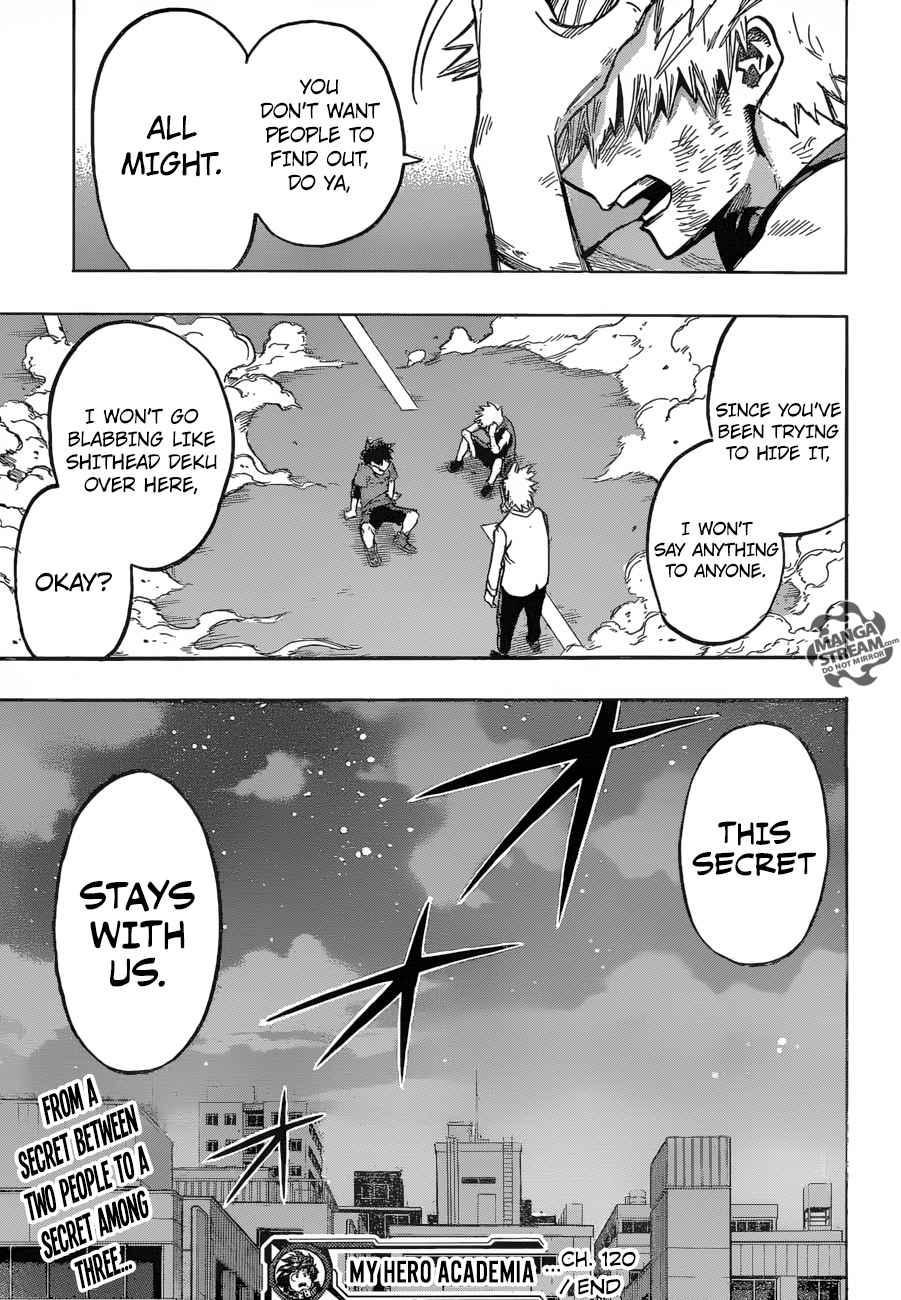 YOU
DON'T WANT
PEOPLE TO
FIND OUT,
DO YA,
ALL
MIGHT.
SINCE YOU'VE
BEEN TRYING
TO HIDE IT,
I WON'T
SAY ANYTHING
TO ANYONE.
I WON'T GO
BLABBING LIKE
SHITHEAD DEKU
OVER HERE,
OKAY?
MANGA
STREAM.com
DO NOT MIRROR
THIS
SECRET
STAYS
WITH
US.
FROM A
SECRET BETWEEN
TWO PEOPLE TO A
SECRET AMONG
THREE...
MY HERO ACADEMIA ...CH. 120
/END